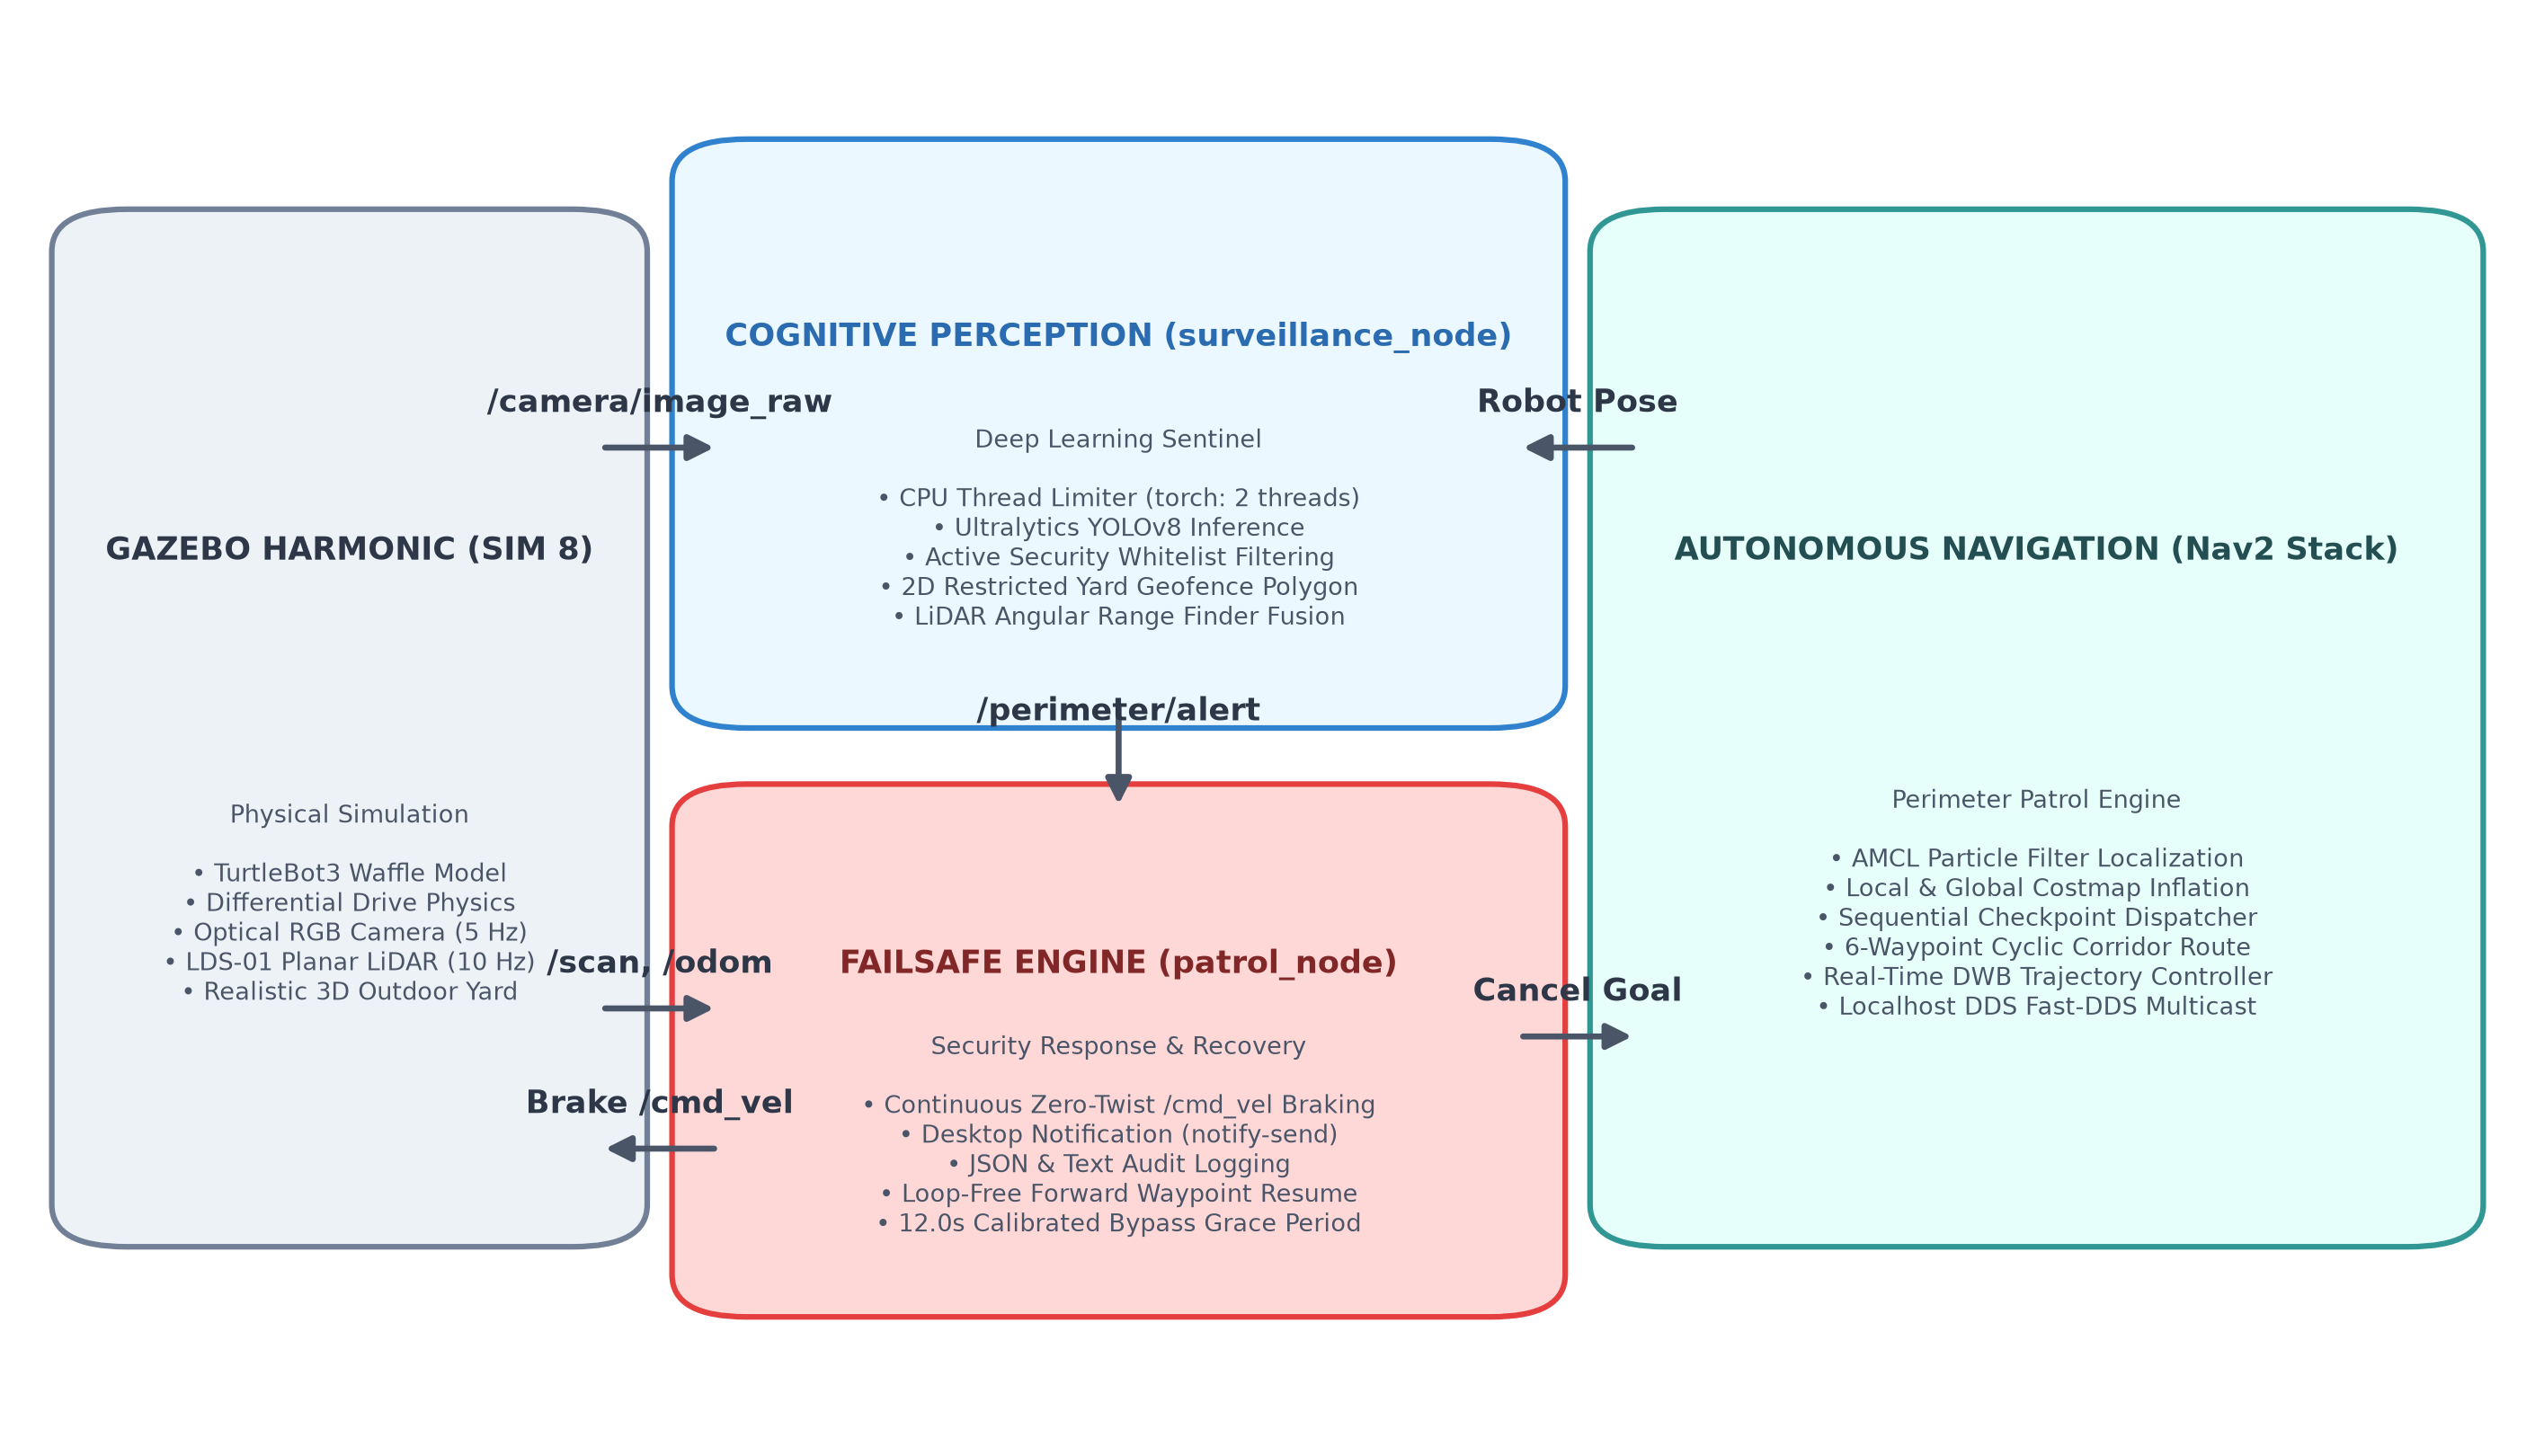 GAZEBO HARMONIC (SIM 8)
Physical Simulation
• TurtleBot3 Waffle Model
• Differential Drive Physics
• Optical RGB Camera (5 Hz)
• LDS-01 Planar LiDAR (10 Hz)
• Realistic 3D Outdoor Yard
/camera/image_raw
/scan, /odom
Brake /cmd_vel
COGNITIVE PERCEPTION (surveillance_node)
Deep Learning Sentinel
• CPU Thread Limiter (torch: 2 threads)
• Ultralytics YOLOv8 Inference
• Active Security Whitelist Filtering
• 2D Restricted Yard Geofence Polygon
• LiDAR Angular Range Finder Fusion
/perimeter/alert
FAILSAFE ENGINE (patrol_node)
Security Response & Recovery
• Continuous Zero-Twist /cmd_vel Braking
• Desktop Notification (notify-send)
• JSON & Text Audit Logging
• Loop-Free Forward Waypoint Resume
• 12.0s Calibrated Bypass Grace Period
Robot Pose
Cancel Goal
AUTONOMOUS NAVIGATION (Nav2 Stack)
Perimeter Patrol Engine
• AMCL Particle Filter Localization
• Local & Global Costmap Inflation
• Sequential Checkpoint Dispatcher
• 6-Waypoint Cyclic Corridor Route
• Real-Time DWB Trajectory Controller
• Localhost DDS Fast-DDS Multicast